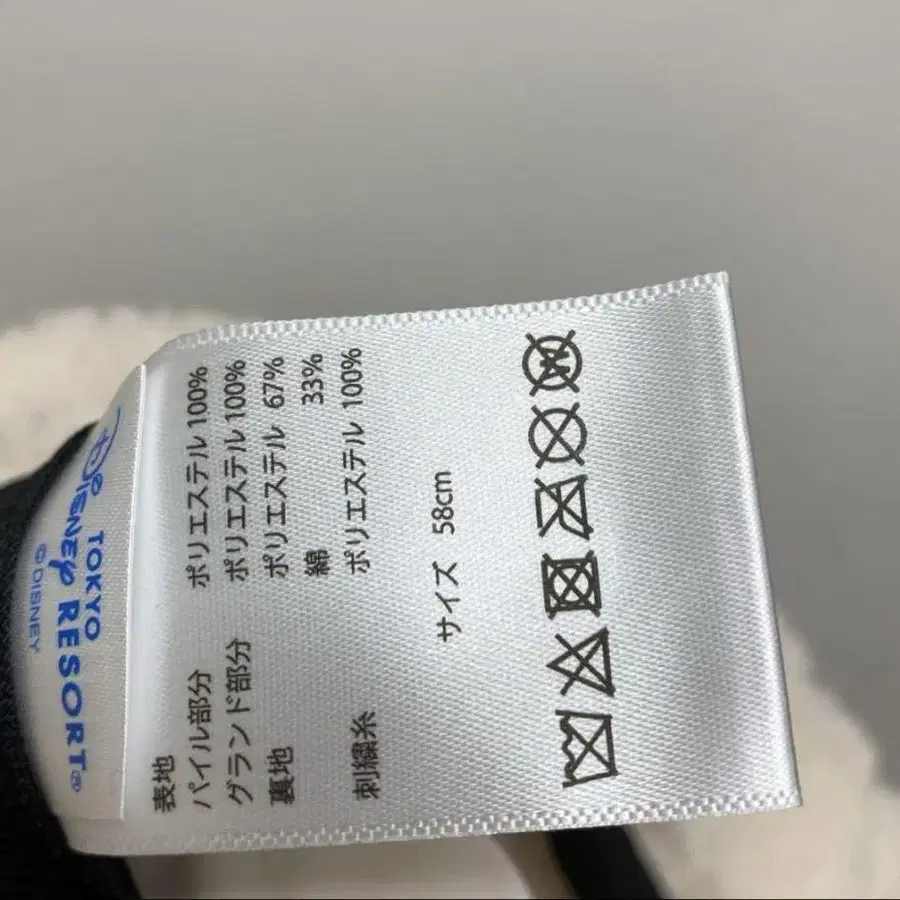 TOKYO
Disney RESORT®
©DISNEY
表地
パイル部分 ポリエステル 100%
グランド部分 ポリエステル 100%
裏地 ポリエステル 67%
綿 33%
刺繍糸 ポリエステル 100%
サイズ 58cm
W